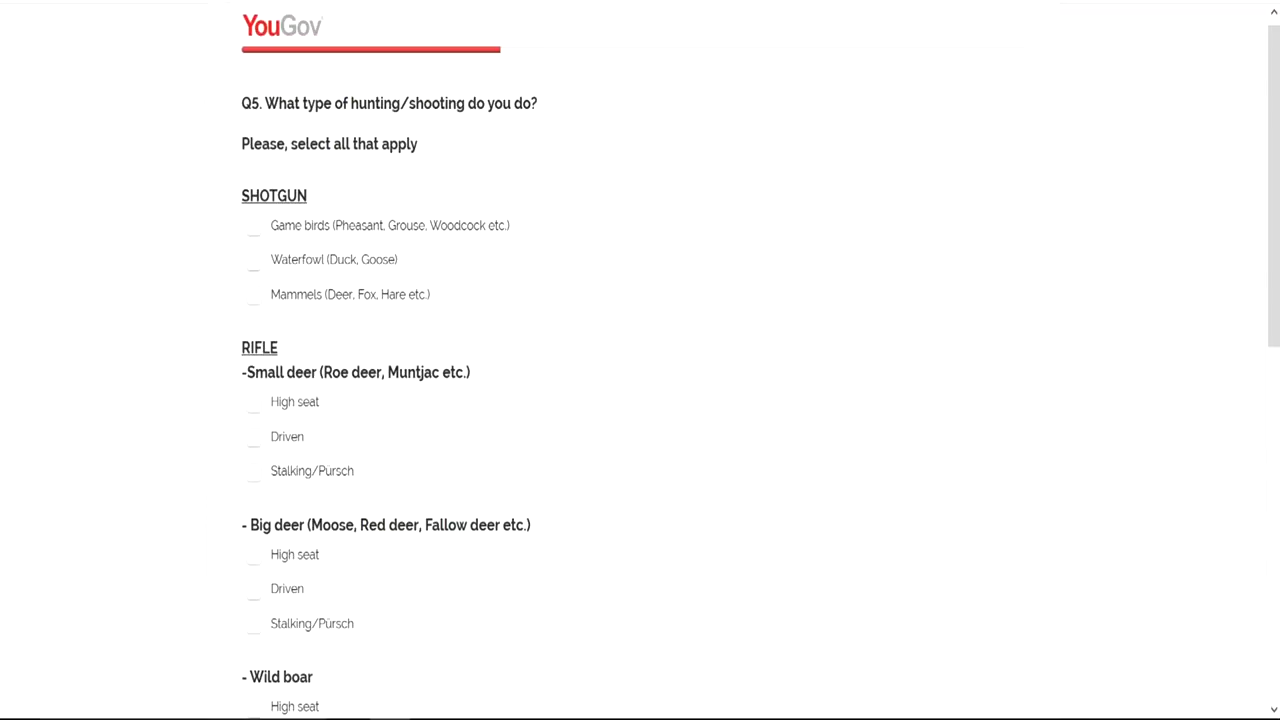 YouGov
Q5. What type of hunting/shooting do you do?
Please, select all that apply
SHOTGUN
Game birds (Pheasant, Grouse, Woodcock etc.)
Waterfowl (Duck, Goose)
Mammels (Deer, Fox, Hare etc.)
RIFLE
-Small deer (Roe deer, Muntjac etc.)
High seat
Driven
Stalking/Pürsch
- Big deer (Moose, Red deer, Fallow deer etc.)
High seat
Driven
Stalking/Pürsch
- Wild boar
High seat